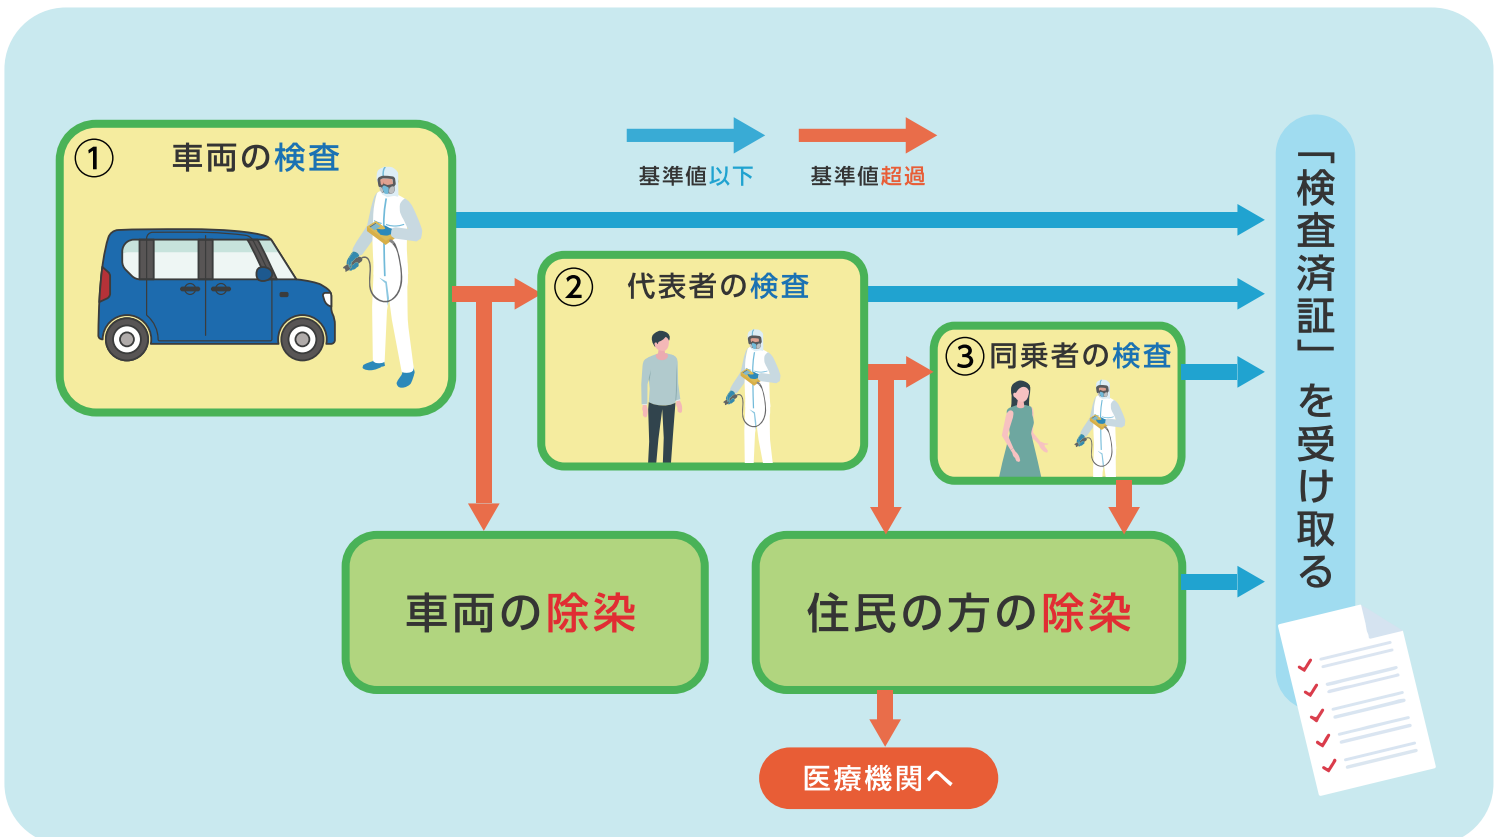 ① 車両の検査
基準値以下
基準値超過
② 代表者の検査
③ 同乗者の検査
車両の除染
住民の方の除染
医療機関へ
「検査済証」を受け取る